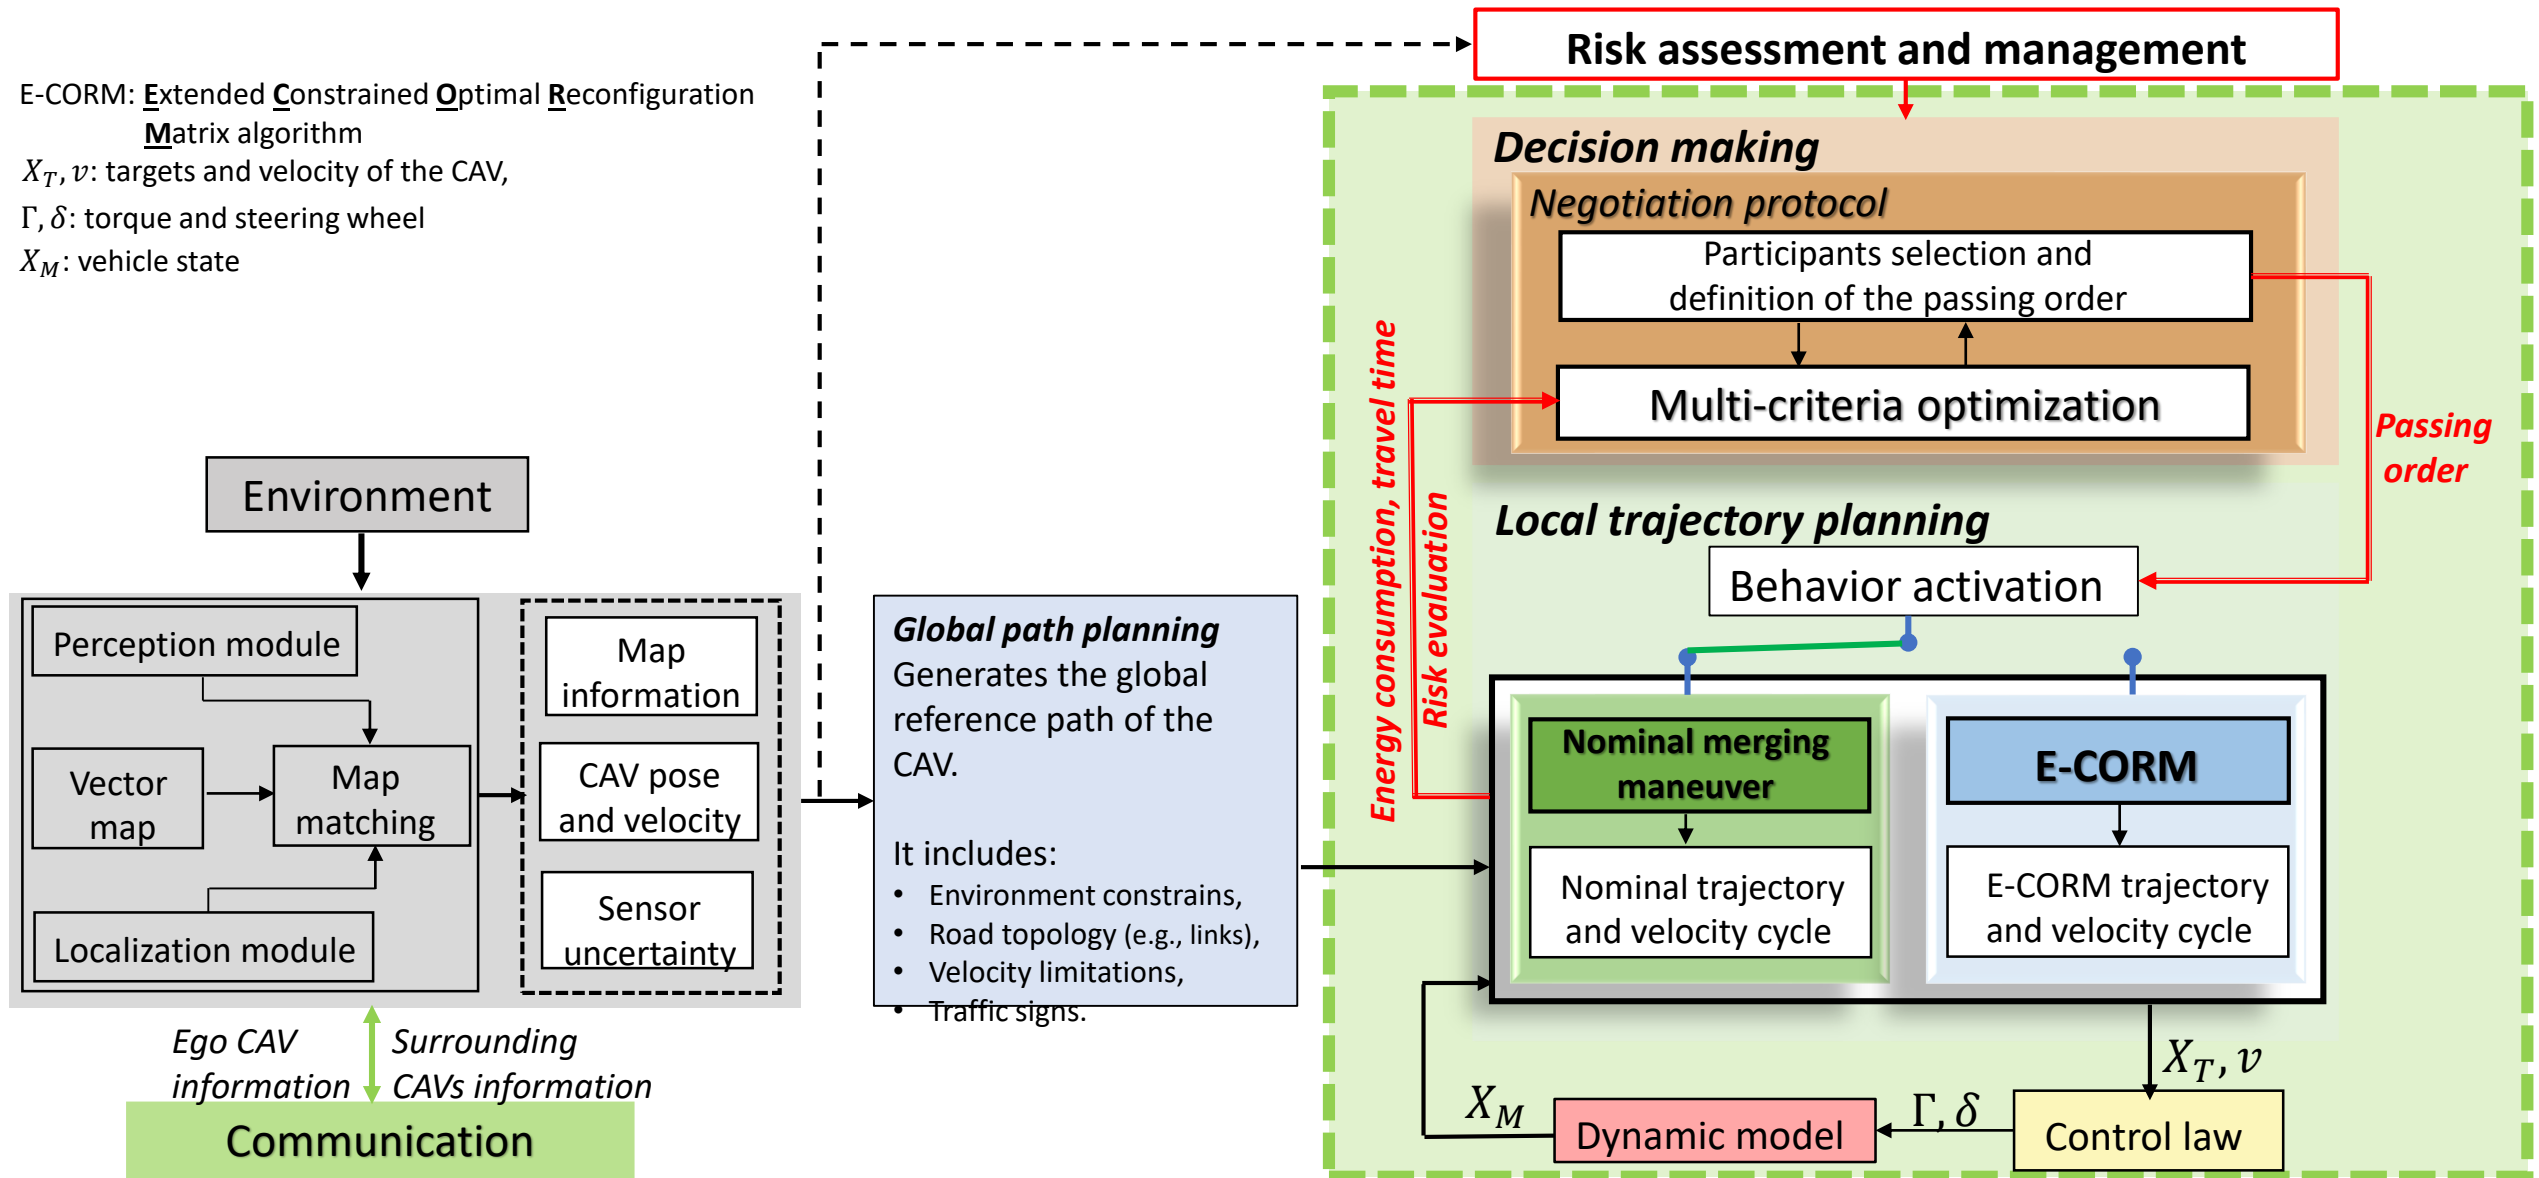 Risk assessment and management
E-CORM: Extended Constrained Optimal Reconfiguration
Matrix algorithm
X_T, v: targets and velocity of the CAV,
Γ, δ: torque and steering wheel
X_M: vehicle state
Decision making
Negotiation protocol
Participants selection and
definition of the passing order
Multi-criteria optimization
Energy consumption, travel time
Risk evaluation
Passing
order
Environment
Perception module
Vector
map
Map
matching
Localization module
Map
information
CAV pose
and velocity
Sensor
uncertainty
Ego CAV
information
Surrounding
CAVs information
Communication
Global path planning
Generates the global
reference path of the
CAV.
It includes:
• Environment constrains,
• Road topology (e.g., links),
• Velocity limitations,
• Traffic signs.
Local trajectory planning
Behavior activation
Nominal merging
maneuver
Nominal trajectory
and velocity cycle
E-CORM
E-CORM trajectory
and velocity cycle
X_T, v
Control law
Γ, δ
Dynamic model
X_M